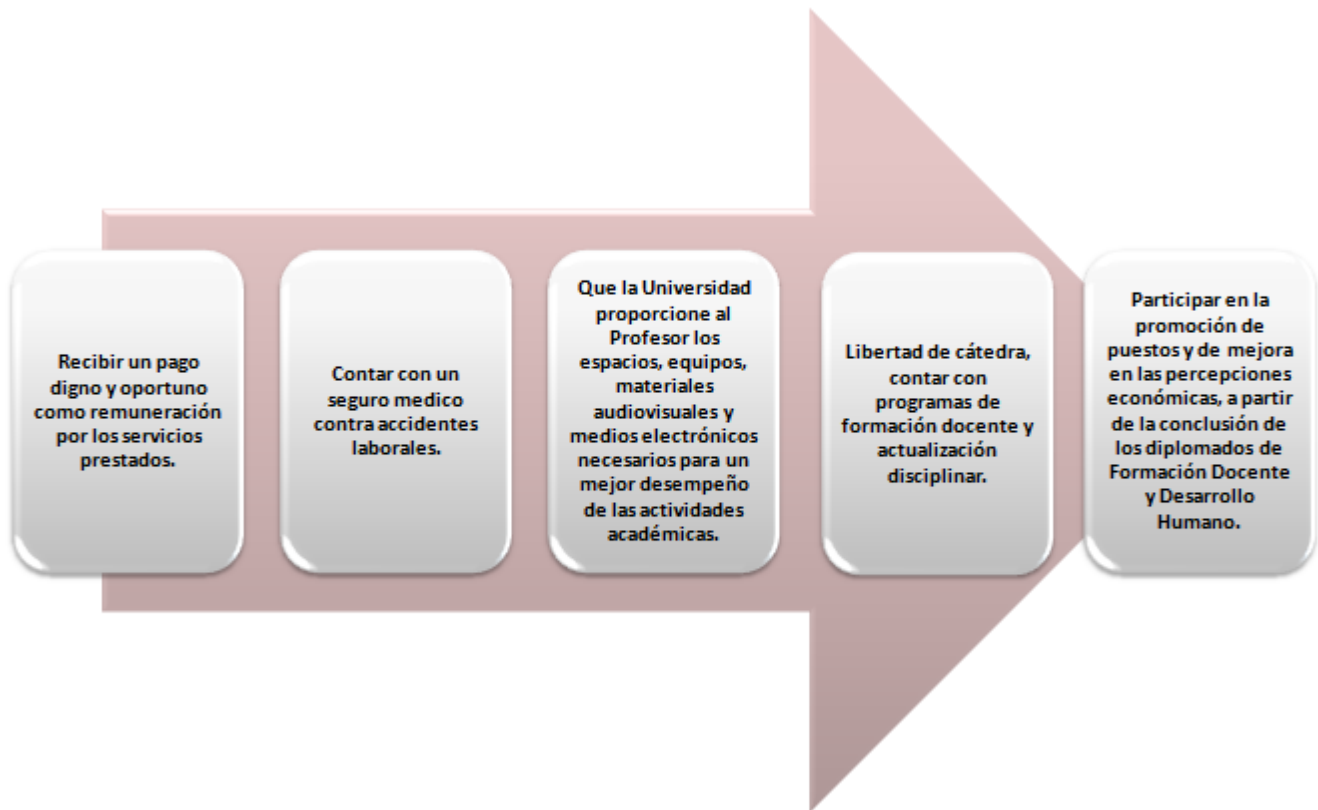 Recibir un pago
digno y oportuno
como remuneración
por los servicios
prestados.
Contar con un
seguro medico
contra accidentes
laborales.
Que la Universidad
proporcione al
Profesor los
espacios, equipos,
materiales
audiovisuales y
medios electrónicos
necesarios para un
mejor desempeño
de las actividades
académicas.
Libertad de cátedra,
contar con
programas de
formación docente y
actualización
disciplinar.
Participar en la
promoción de
puestos y de mejora
en las percepciones
económicas, a partir
de la conclusión de
los diplomados de
Formación Docente
y Desarrollo
Humano.